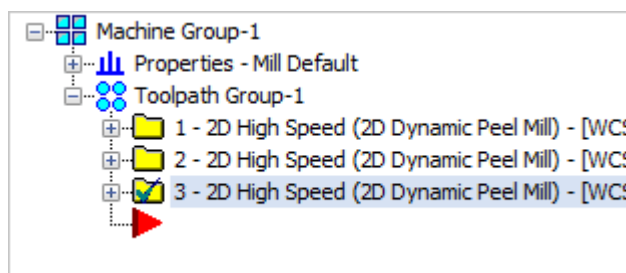 Machine Group-1
Properties - Mill Default
Toolpath Group-1
1 - 2D High Speed (2D Dynamic Peel Mill) - [WCS
2 - 2D High Speed (2D Dynamic Peel Mill) - [WCS
3 - 2D High Speed (2D Dynamic Peel Mill) - [WCS